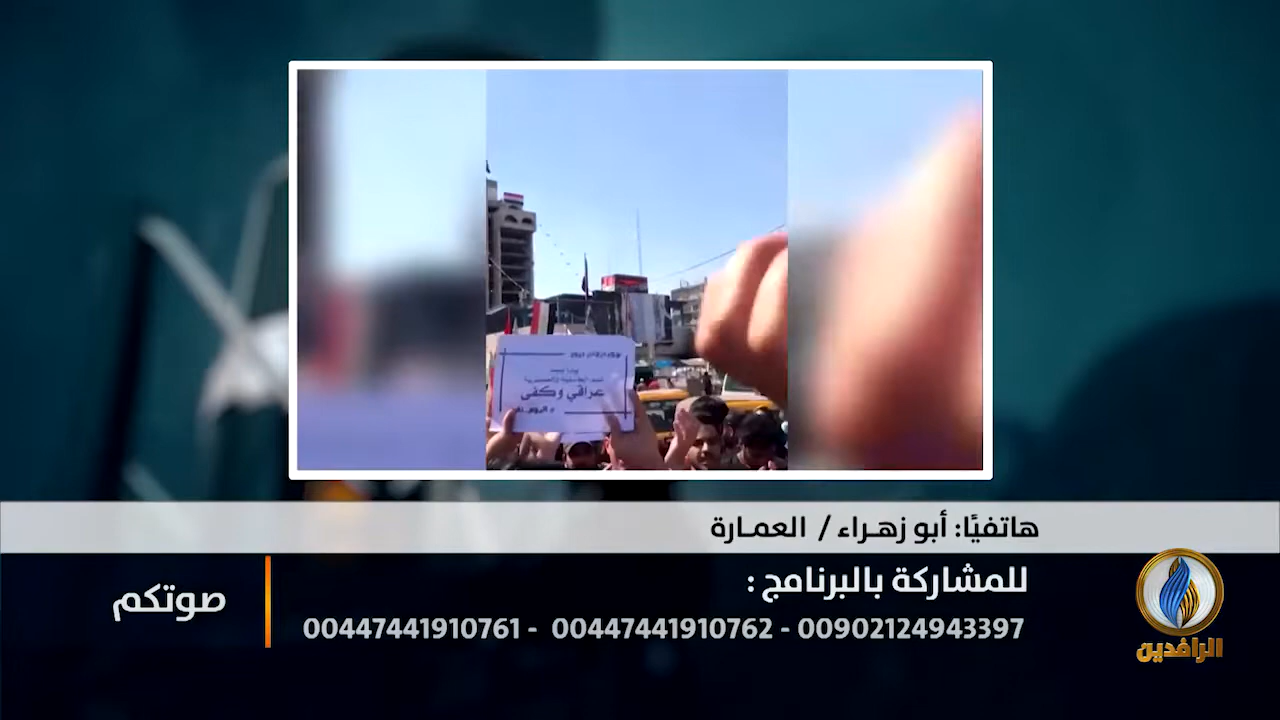 عراقي وكفى
هاتفيًا: أبو زهراء / العمارة
للمشاركة بالبرنامج :
00447441910761 - 00447441910762 - 00902124943397
صوتكم
الرافدين